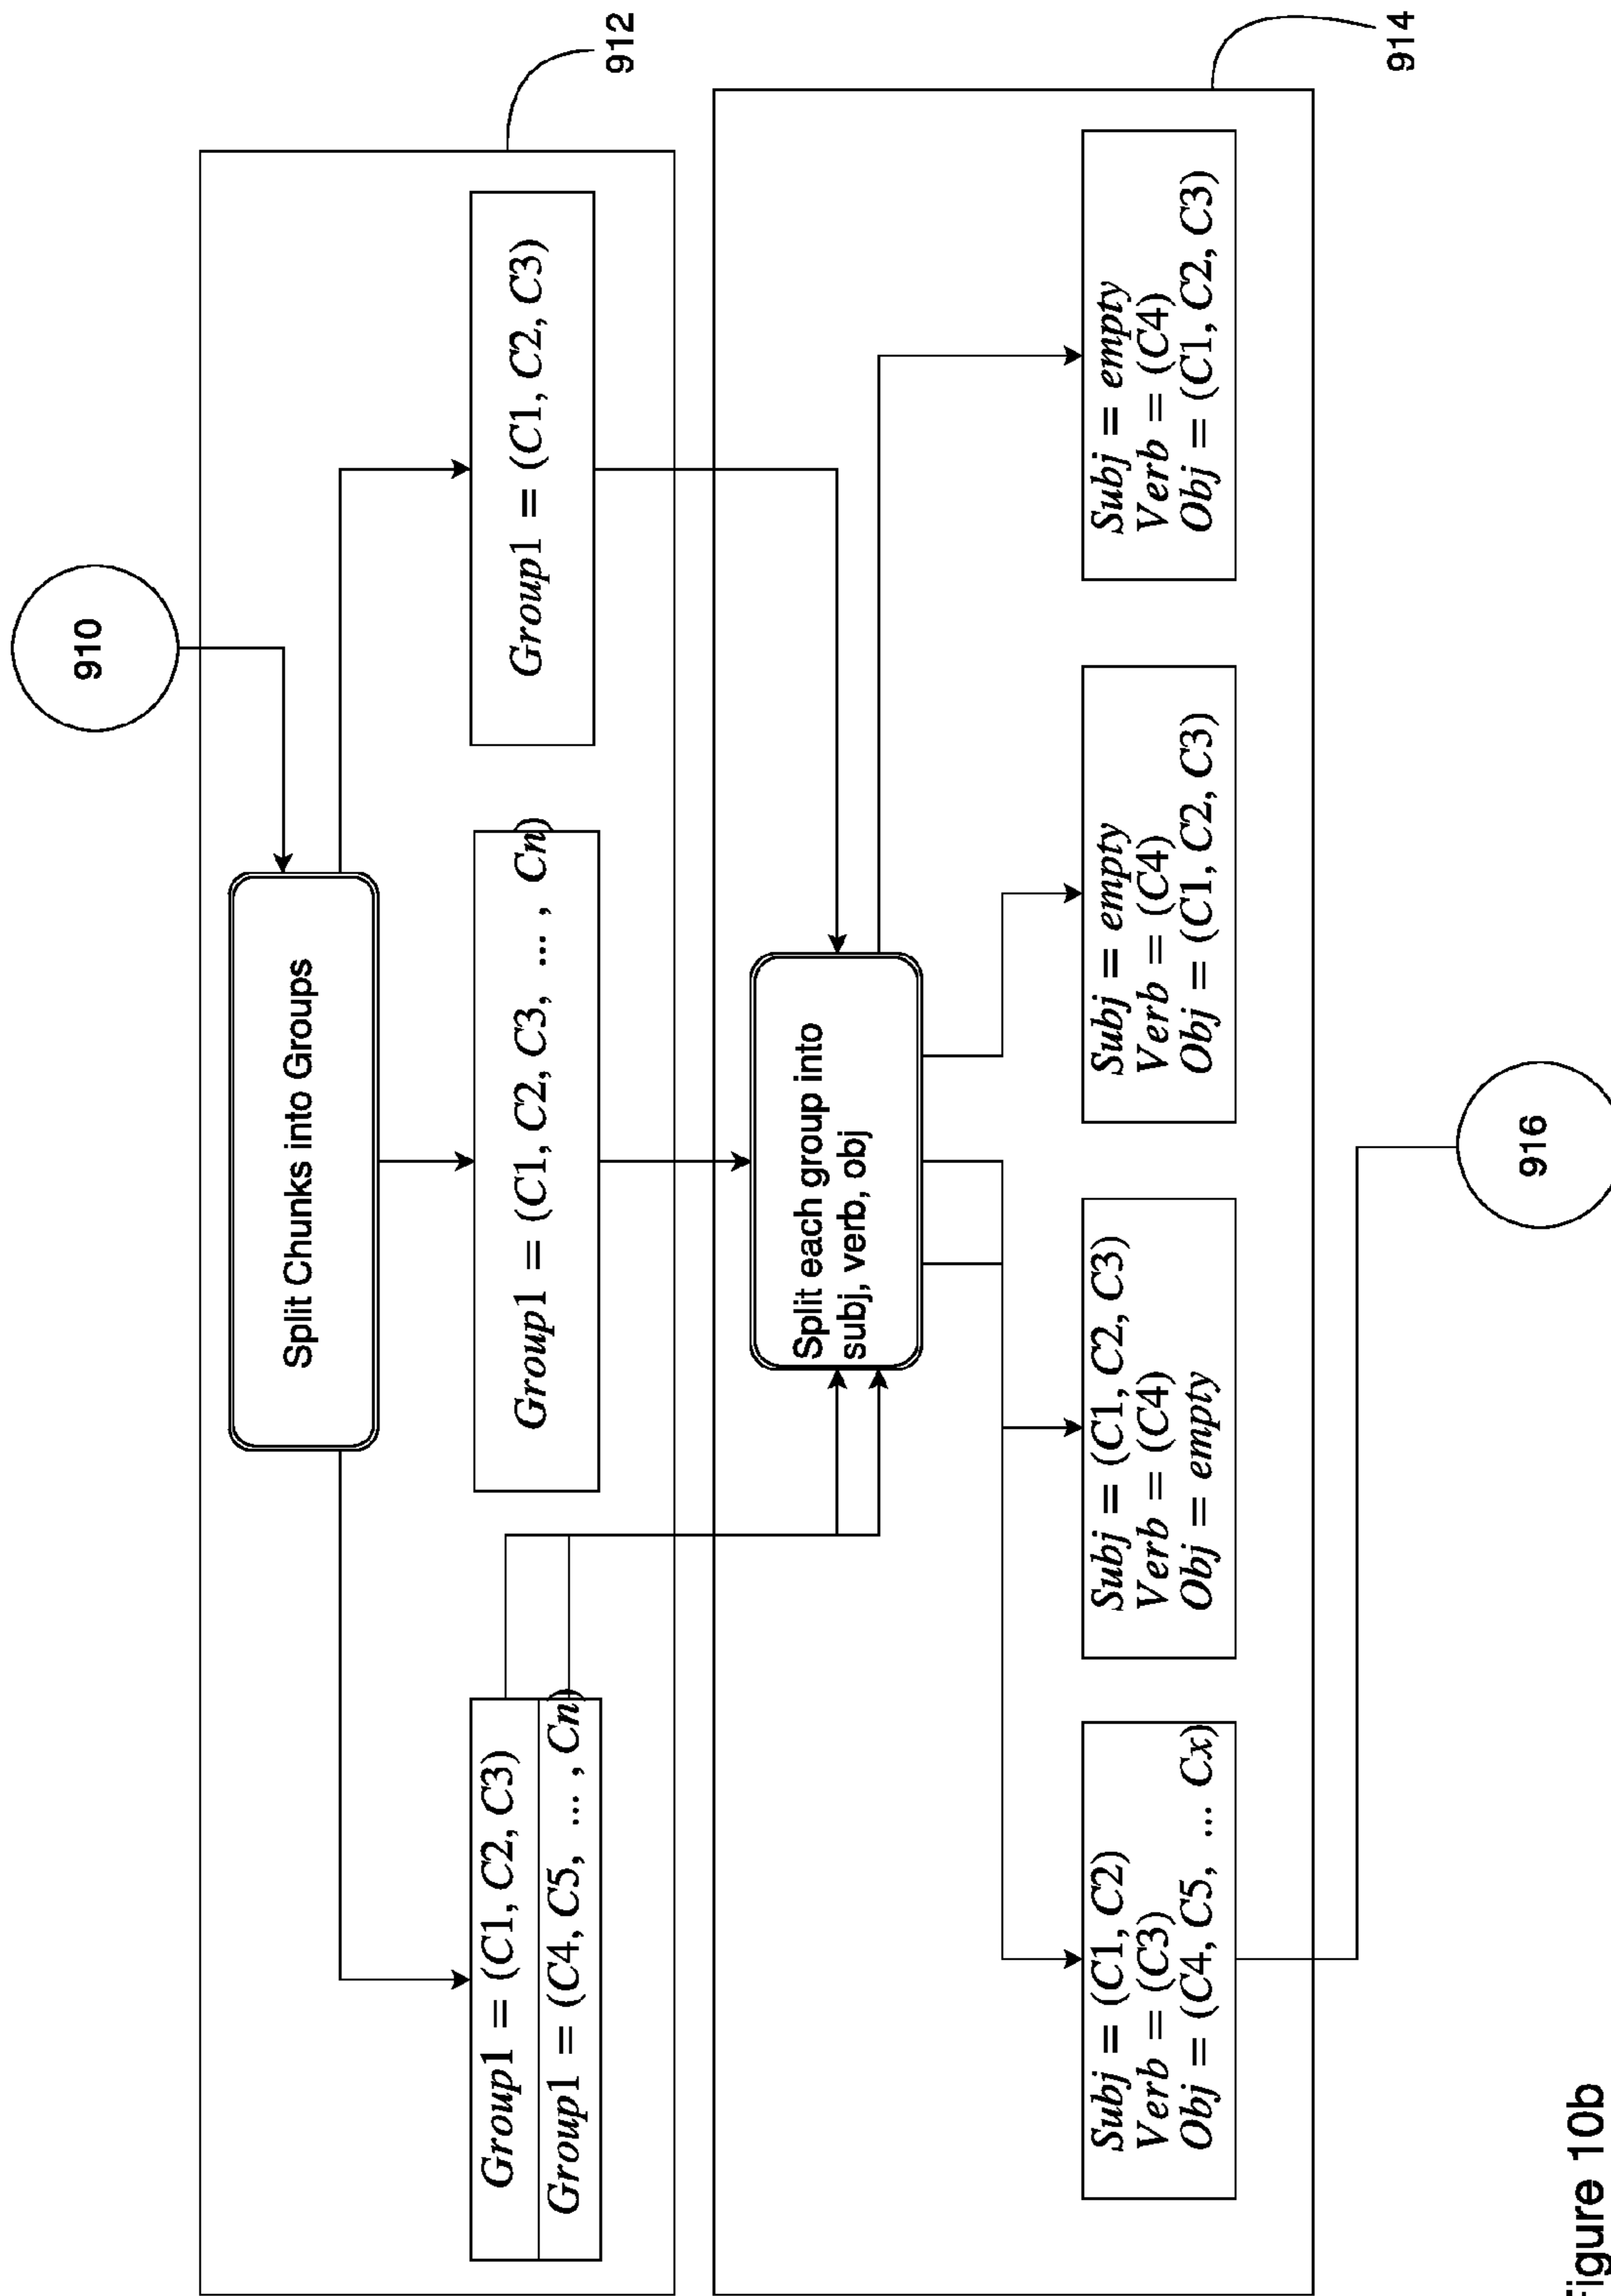 910
912
Split Chunks into Groups
Group1 = (C1, C2, C3)
Group1 = (C4, C5, ... , Cn)
Group1 = (C1, C2, C3, ... , Cn)
Group1 = (C1, C2, C3)
914
Split each group into
subj, verb, obj
Subj = (C1, C2)
Verb = (C3)
Obj = (C4, C5, ... Cx)
Subj = (C1, C2, C3)
Verb = (C4)
Obj = empty
Subj = empty
Verb = (C4)
Obj = (C1, C2, C3)
Subj = empty
Verb = (C4)
Obj = (C1, C2, C3)
916
Figure 10b